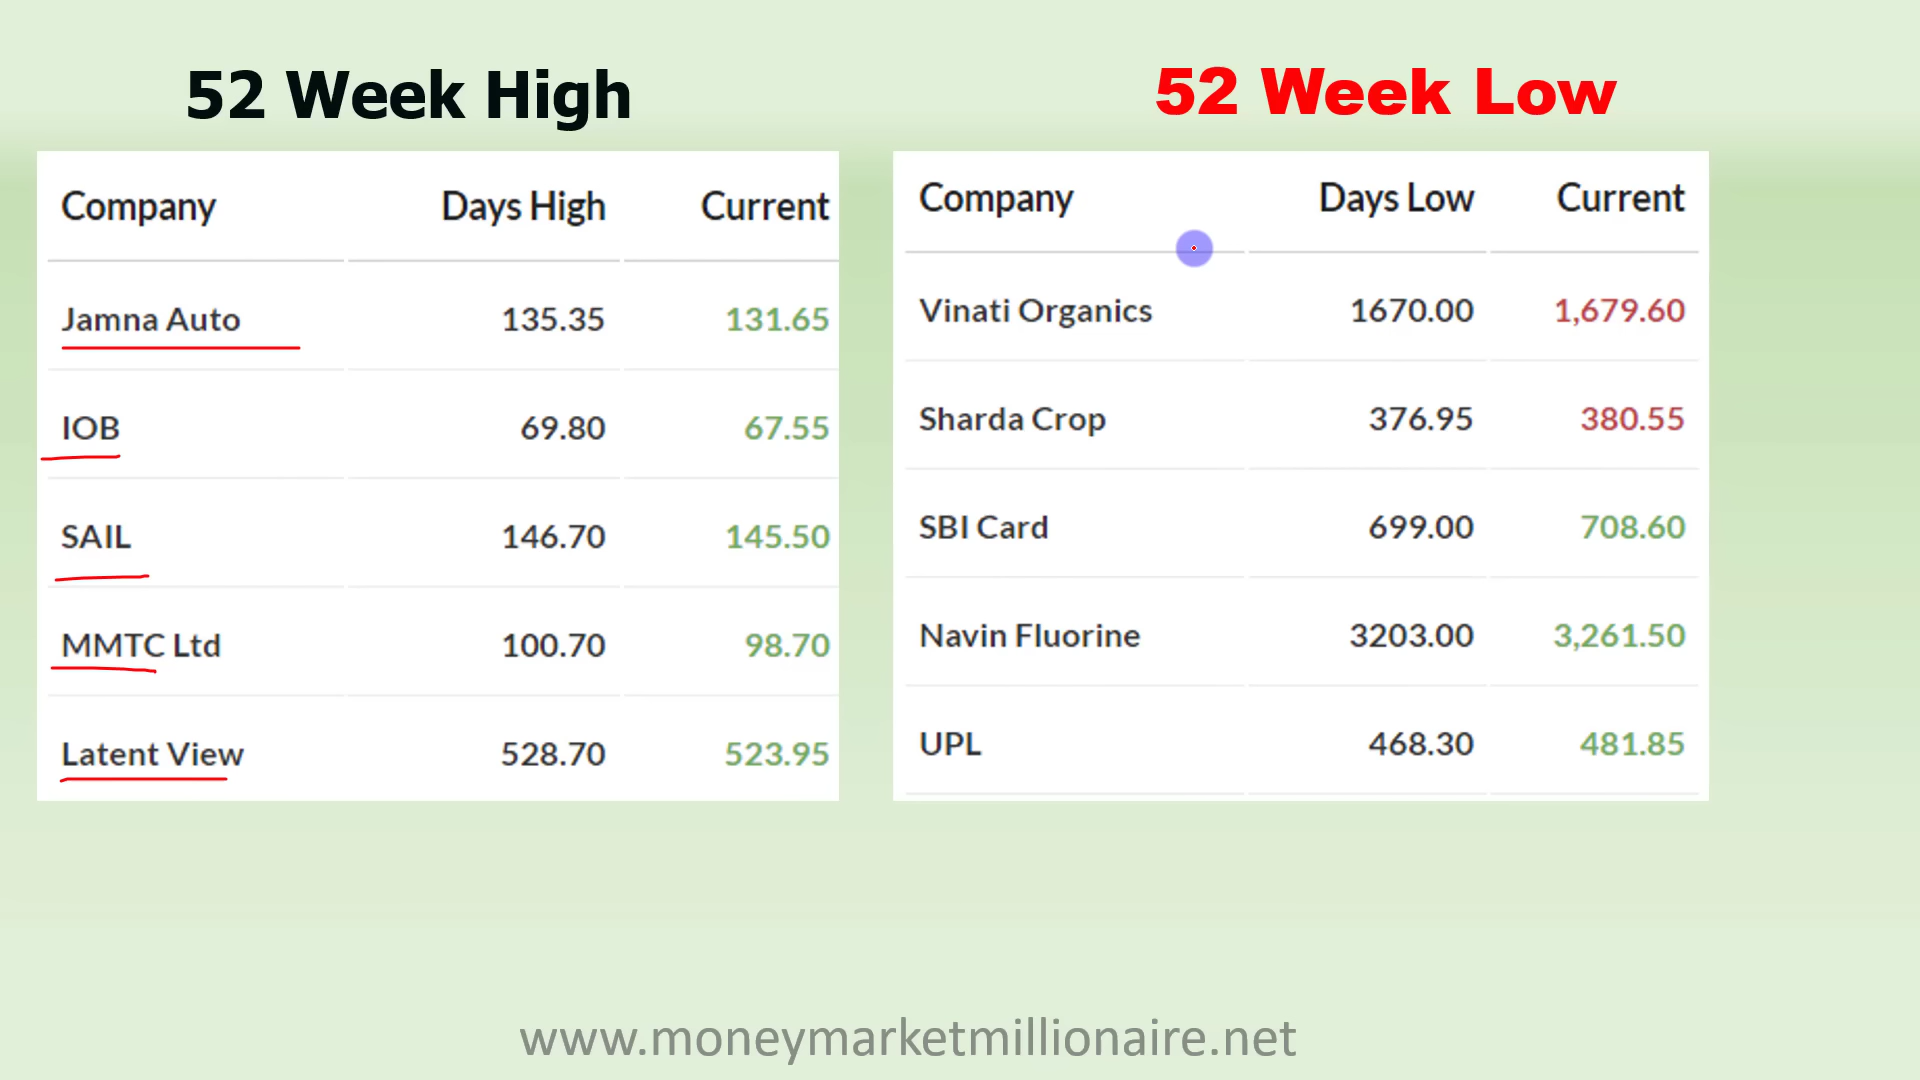 52 Week High
Company Days High Current
Jamna Auto 135.35 131.65
IOB 69.80 67.55
SAIL 146.70 145.50
MMTC Ltd 100.70 98.70
Latent View 528.70 523.95
52 Week Low
Company Days Low Current
Vinati Organics 1670.00 1,679.60
Sharda Crop 376.95 380.55
SBI Card 699.00 708.60
Navin Fluorine 3203.00 3,261.50
UPL 468.30 481.85
www.moneymarketmillionaire.net